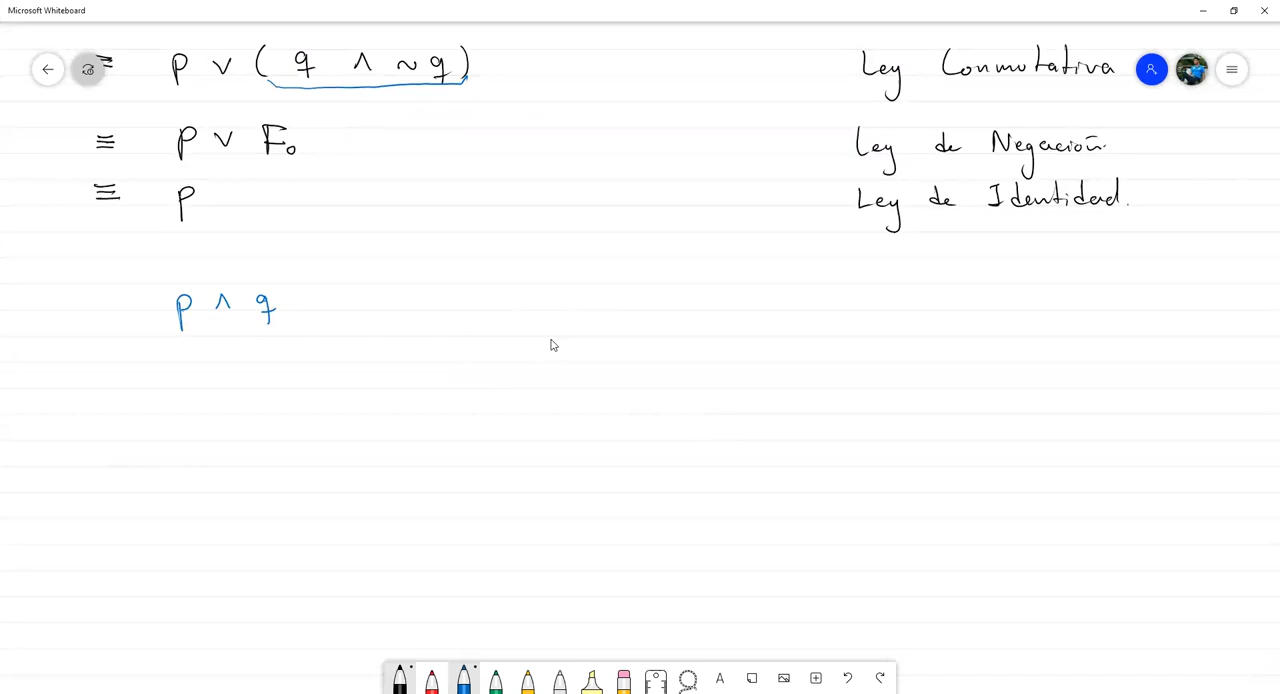 Microsoft Whiteboard
≡ p ∨ ( q ∧ ~q ) Ley Conmutativa
≡ p ∨ F₀ Ley de Negación.
≡ p Ley de Identidad.
p ∧ q
A